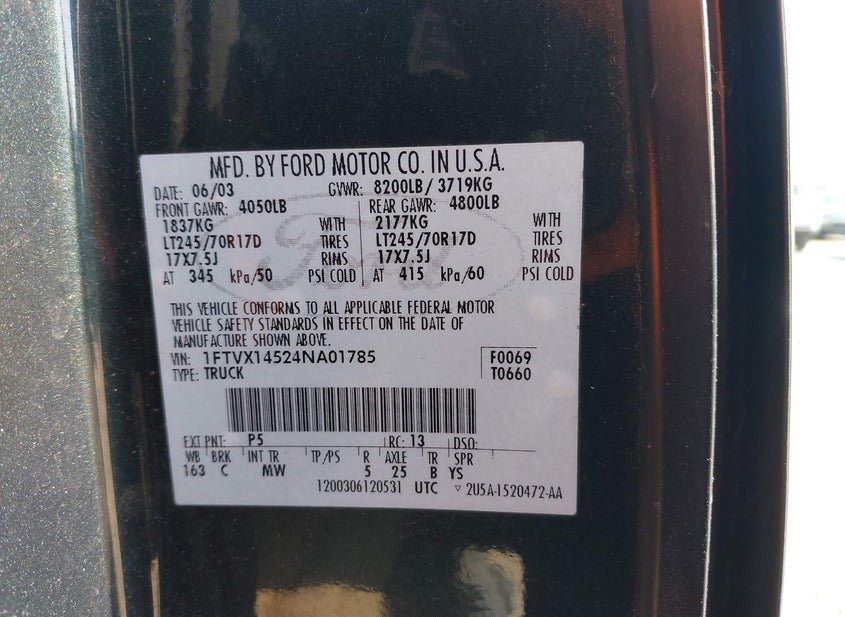 MFD. BY FORD MOTOR CO. IN U.S.A.
DATE: 06/03 GVWR: 8200LB/ 3719KG
FRONT GAWR: 4050LB REAR GAWR: 4800LB
1837KG WITH 2177KG WITH
LT245/70R17D TIRES LT245/70R17D TIRES
17X7.5J RIMS 17X7.5J RIMS
AT 345 kPa/50 PSI COLD AT 415 kPa/60 PSI COLD
Ford
THIS VEHICLE CONFORMS TO ALL APPLICABLE FEDERAL MOTOR
VEHICLE SAFETY STANDARDS IN EFFECT ON THE DATE OF
MANUFACTURE SHOWN ABOVE.
VIN: 1FTVX14524NA01785 F0069
TYPE: TRUCK T0660
EXT PNT: P5 RC: 13 DSO:
WB BRK INT TR TP/PS R AXLE TR SPR
163 C MW 5 25 B YS
1200306120531 UTC ▽ 2U5A-1520472-AA